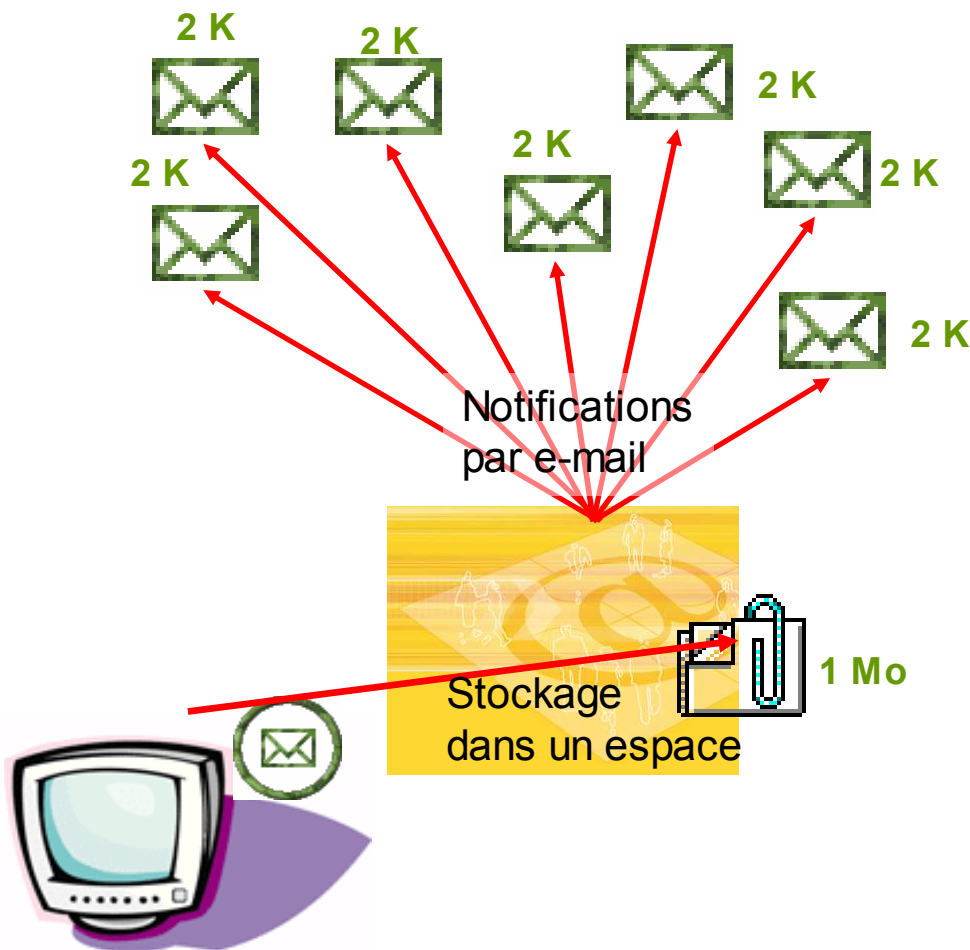 2 K
2 K
2 K
2 K
2 K
2 K
2 K
Notifications
par e-mail
1 Mo
Stockage
dans un espace